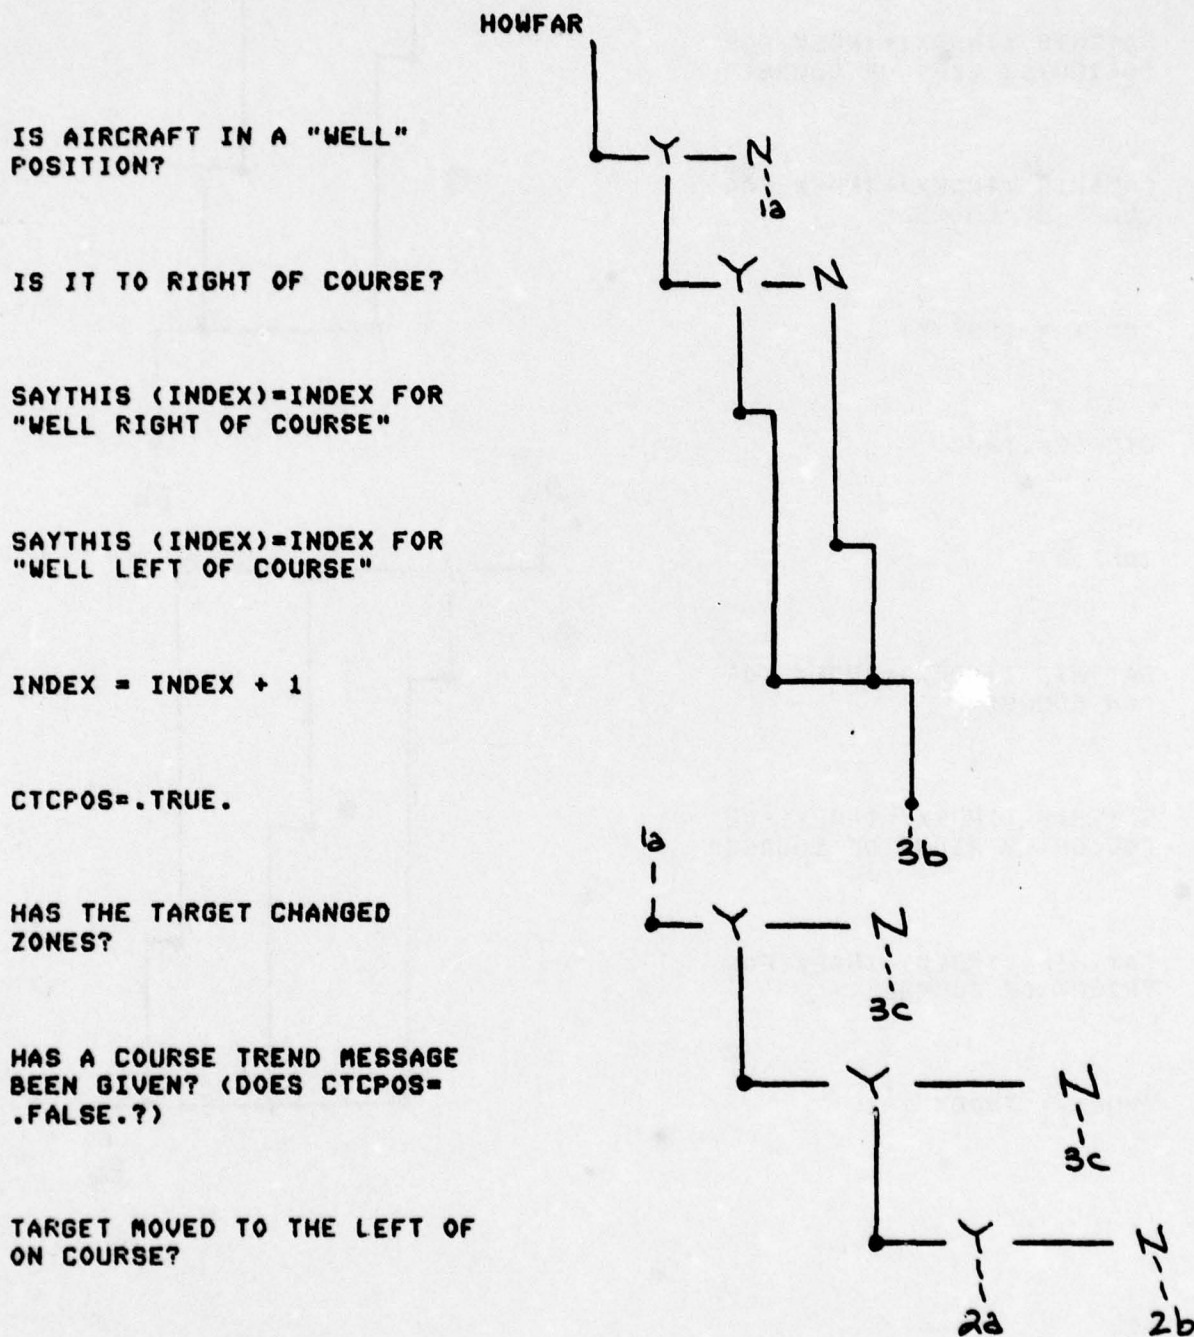 HOWFAR
IS AIRCRAFT IN A "WELL"
POSITION?
Y N
1a
IS IT TO RIGHT OF COURSE?
Y N
SAYTHIS (INDEX)=INDEX FOR
"WELL RIGHT OF COURSE"
SAYTHIS (INDEX)=INDEX FOR
"WELL LEFT OF COURSE"
INDEX = INDEX + 1
CTCPOS=.TRUE.
1a
3b
HAS THE TARGET CHANGED
ZONES?
Y N
3c
HAS A COURSE TREND MESSAGE
BEEN GIVEN? (DOES CTCPOS=
.FALSE.?)
Y N
3c
TARGET MOVED TO THE LEFT OF
ON COURSE?
Y N
2a 2b